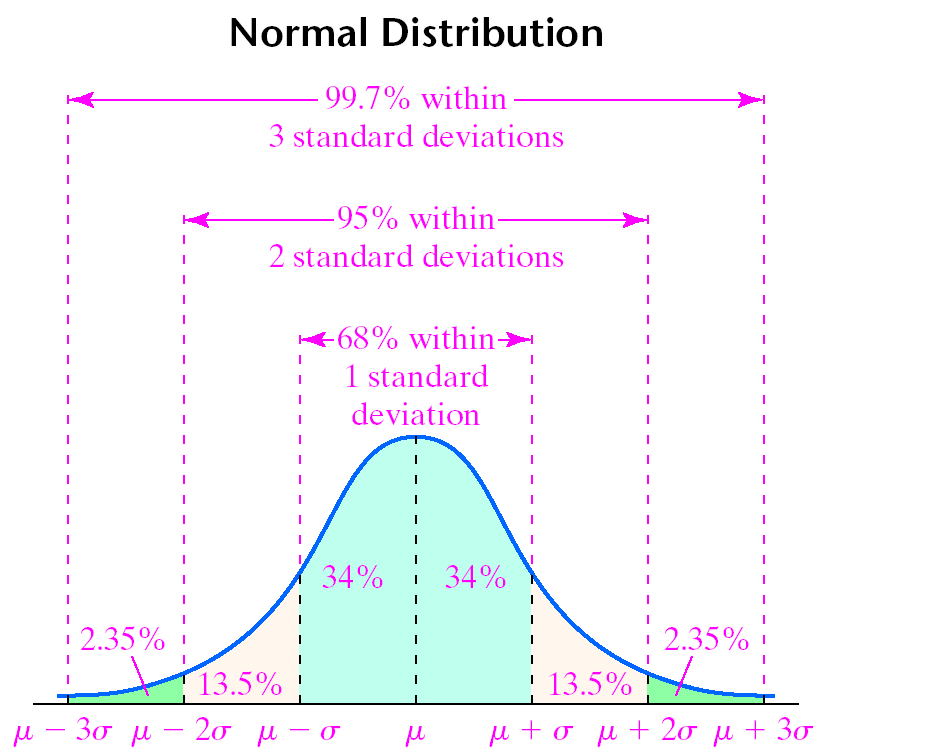 Normal Distribution
99.7% within
3 standard deviations
95% within
2 standard deviations
68% within
1 standard
deviation
34% 34%
2.35% 2.35%
13.5% 13.5%
μ − 3σ μ − 2σ μ − σ μ μ + σ μ + 2σ μ + 3σ